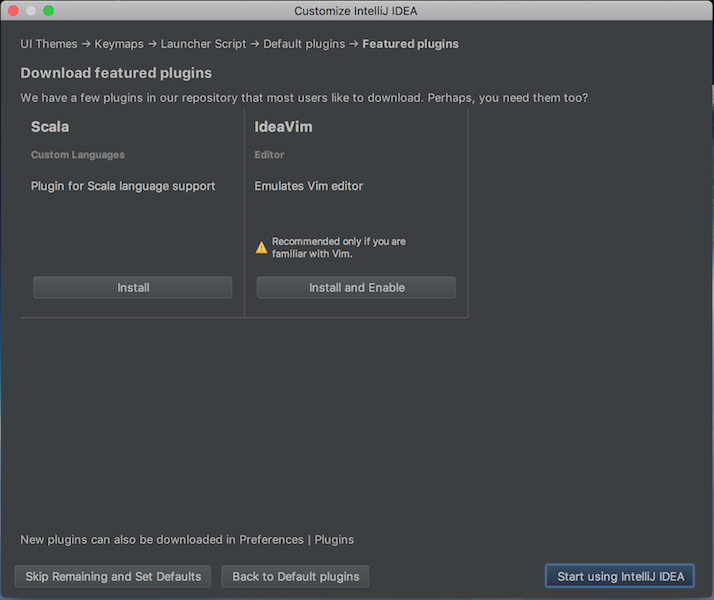 Customize IntelliJ IDEA
UI Themes → Keymaps → Launcher Script → Default plugins → Featured plugins
Download featured plugins
We have a few plugins in our repository that most users like to download. Perhaps, you need them too?
Scala
Custom Languages
Plugin for Scala language support
Install
IdeaVim
Editor
Emulates Vim editor
Recommended only if you are
familiar with Vim.
Install and Enable
New plugins can also be downloaded in Preferences | Plugins
Skip Remaining and Set Defaults
Back to Default plugins
Start using IntelliJ IDEA